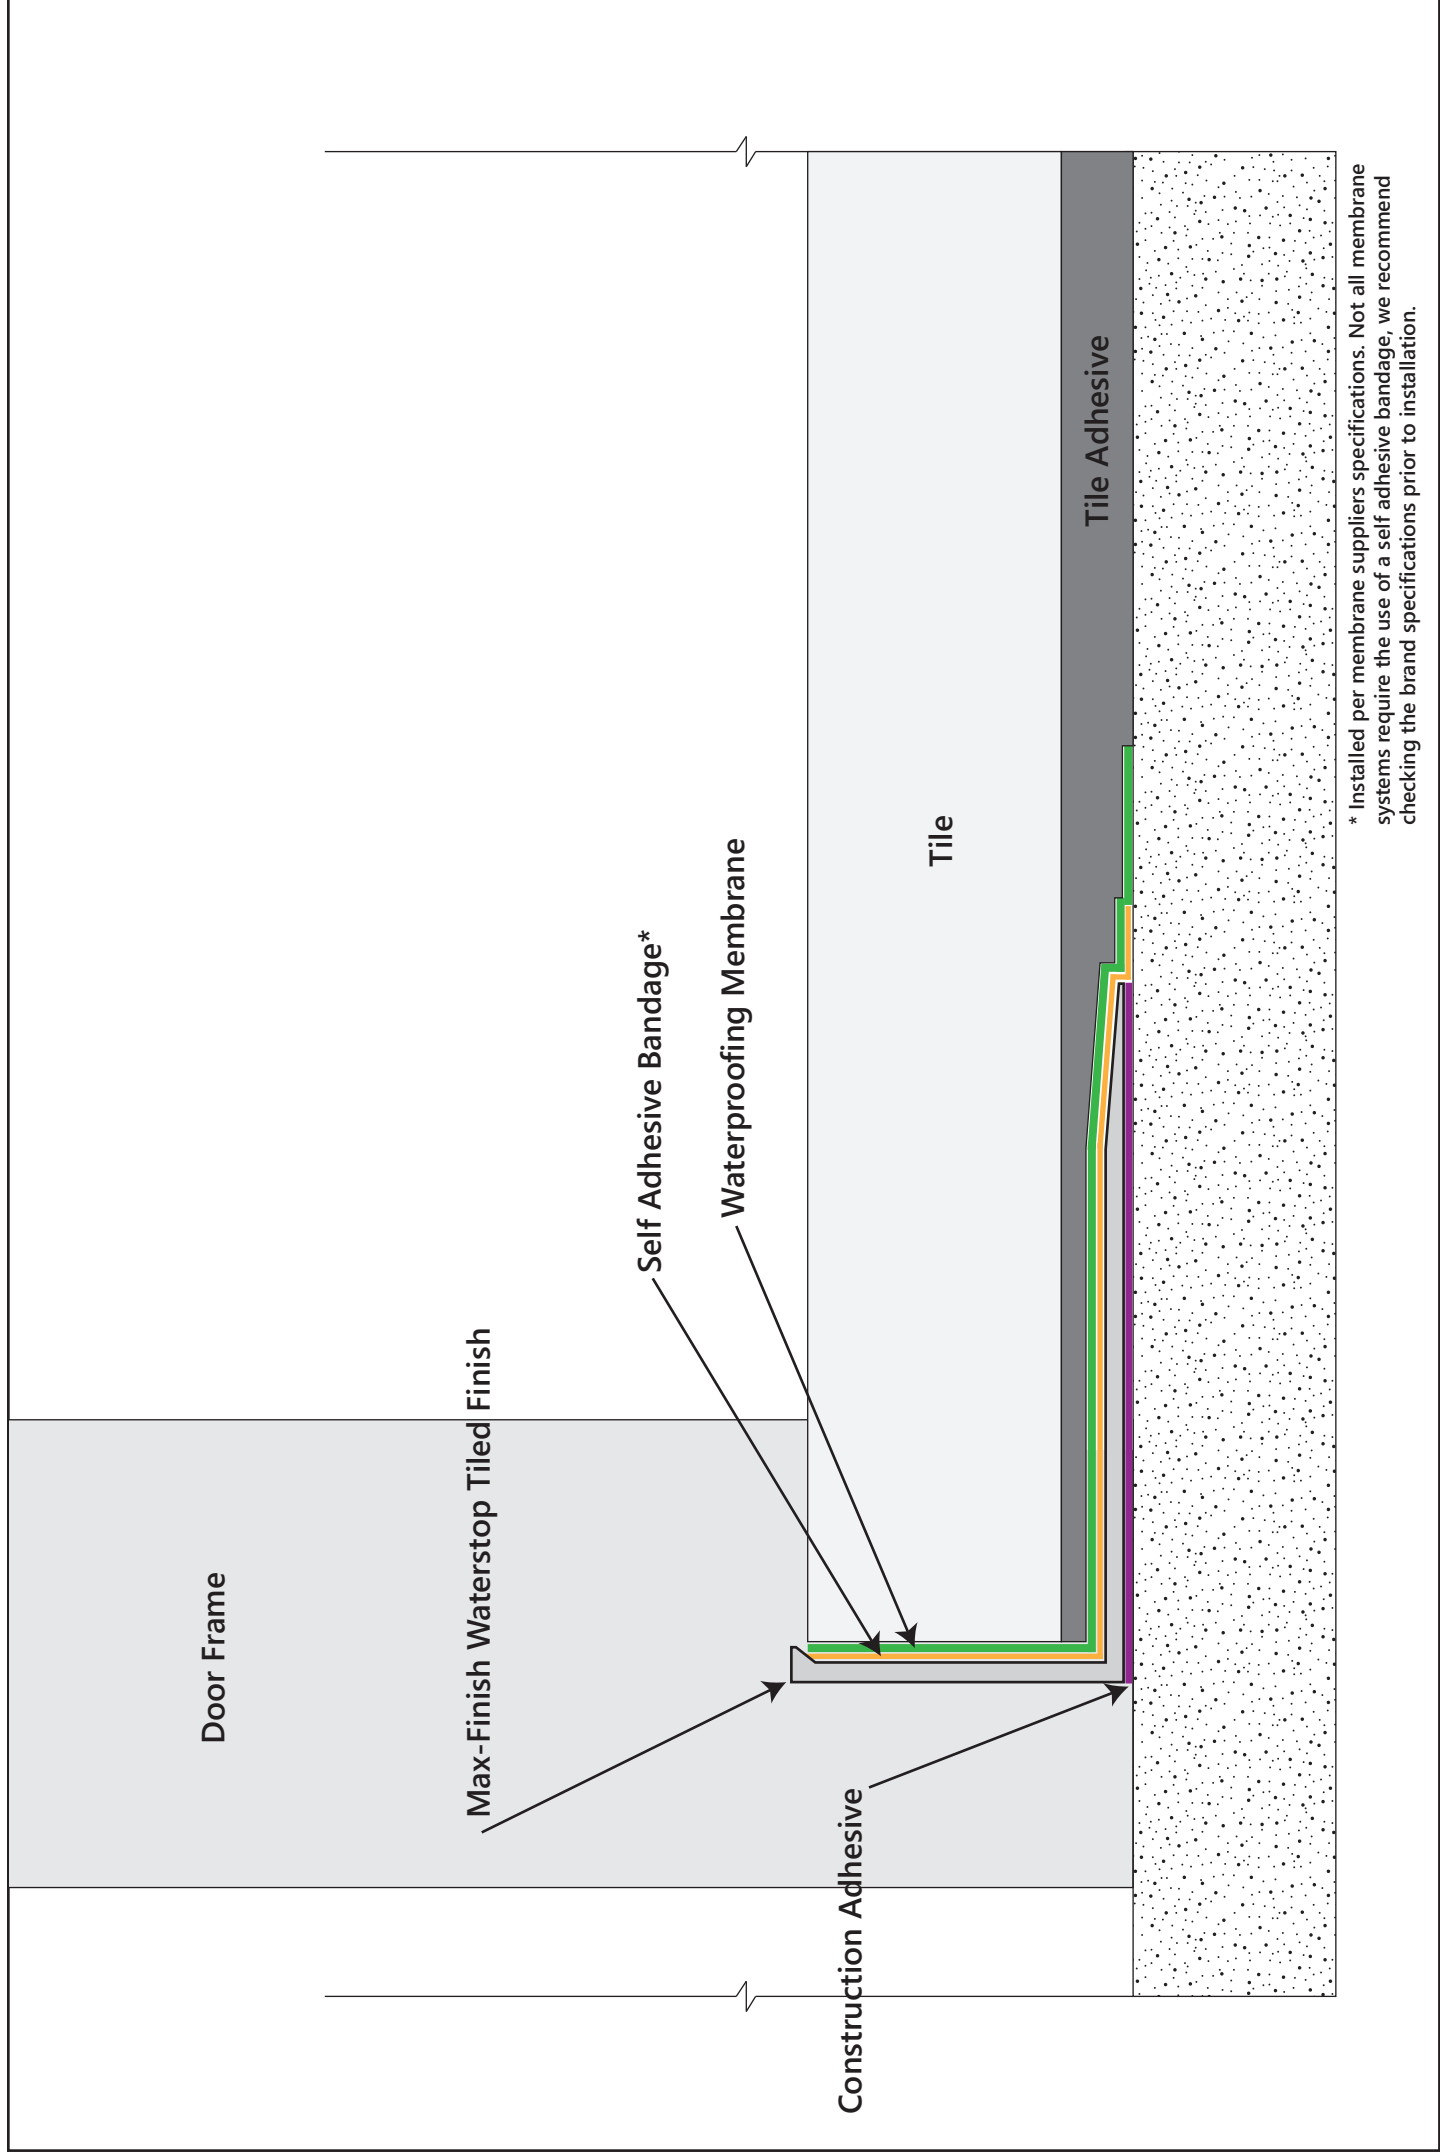 Door Frame
Max-Finish Waterstop Tiled Finish
Self Adhesive Bandage*
Waterproofing Membrane
Construction Adhesive
Tile
Tile Adhesive
* Installed per membrane suppliers specifications. Not all membrane
systems require the use of a self adhesive bandage, we recommend
checking the brand specifications prior to installation.